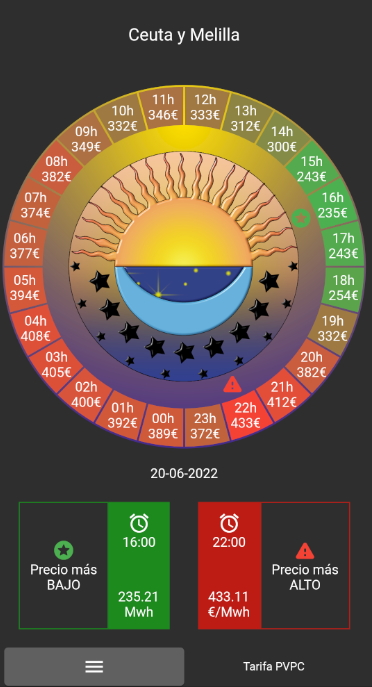 Ceuta y Melilla
12h
333€
13h
312€
14h
300€
15h
243€
16h
235€
17h
243€
18h
254€
19h
332€
20h
382€
21h
412€
22h
433€
23h
372€
00h
389€
01h
392€
02h
400€
03h
405€
04h
408€
05h
394€
06h
377€
07h
374€
08h
382€
09h
349€
10h
332€
11h
346€
20-06-2022
Precio más
BAJO
16:00
235.21
Mwh
22:00
433.11
€/Mwh
Precio más
ALTO
Tarifa PVPC